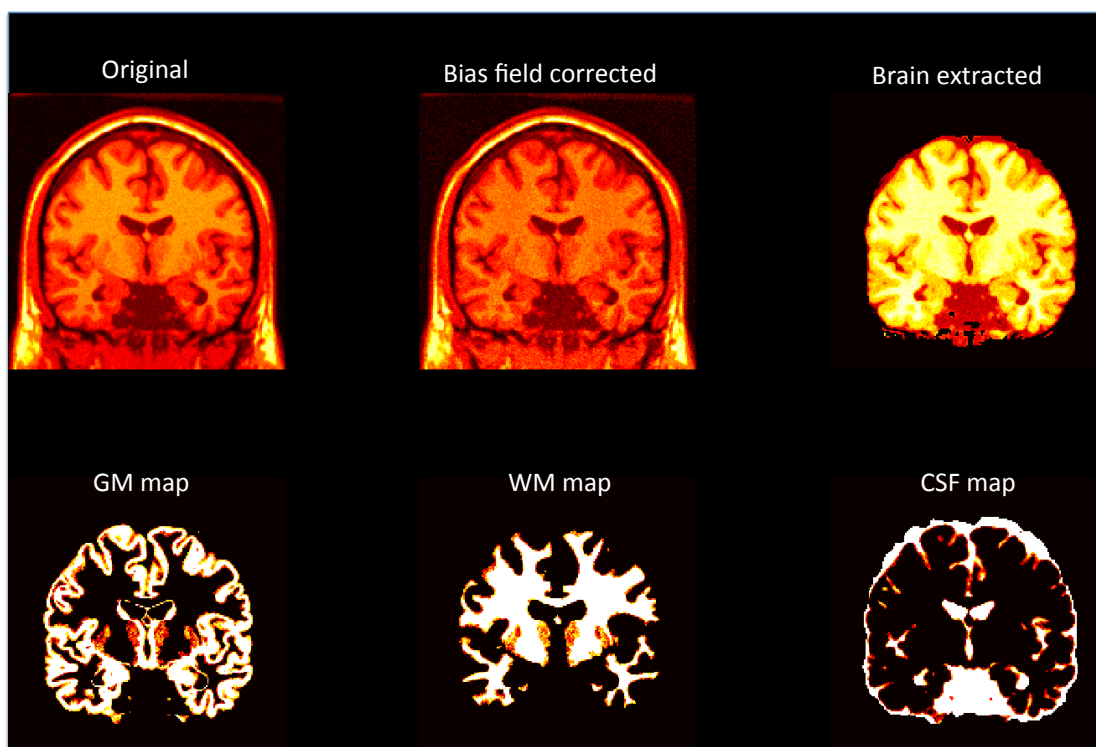 Original
Bias field corrected
Brain extracted
GM map
WM map
CSF map